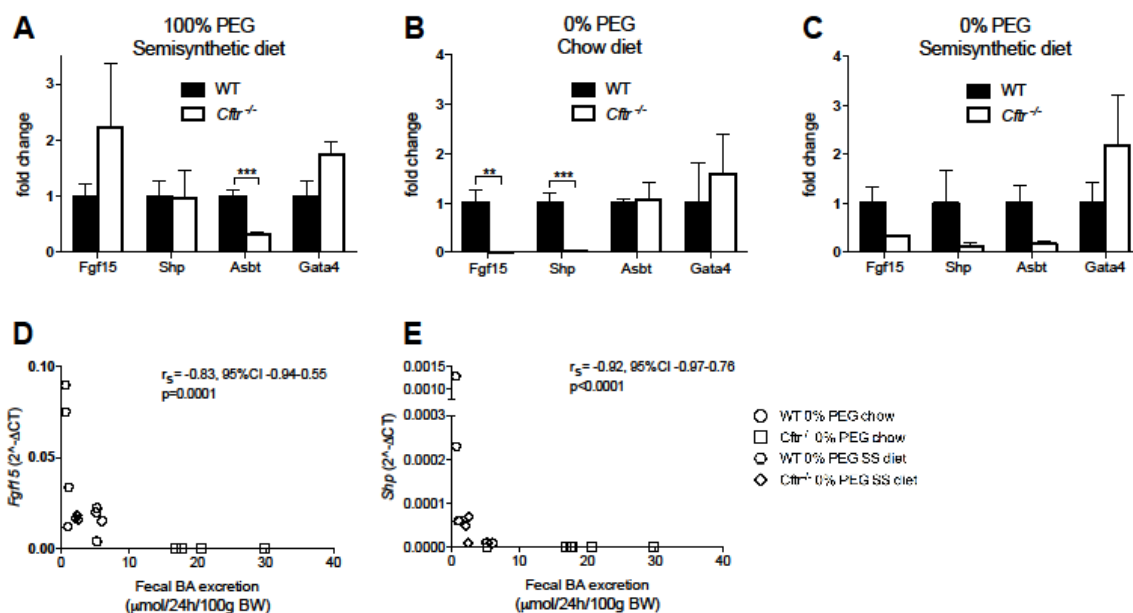 A
100% PEG
Semisynthetic diet
WT
Cftr -/-
***
fold change
3
2
1
0
Fgf15 Shp Asbt Gata4
B
0% PEG
Chow diet
WT
Cftr -/-
** ***
fold change
4
3
2
1
0
Fgf15 Shp Asbt Gata4
C
0% PEG
Semisynthetic diet
WT
Cftr -/-
fold change
4
3
2
1
0
Fgf15 Shp Asbt Gata4
D
rs= -0.83, 95%CI -0.94-0.55
p=0.0001
Fgf15 (2^-ΔCT)
0.10
0.05
0.00
0 10 20 30 40
Fecal BA excretion
(μmol/24h/100g BW)
E
rs= -0.92, 95%CI -0.97-0.76
p<0.0001
Shp (2^-ΔCT)
0.0015
0.0010
0.0003
0.0002
0.0001
0.0000
0 10 20 30 40
Fecal BA excretion
(μmol/24h/100g BW)
WT 0% PEG chow
Cftr-/- 0% PEG chow
WT 0% PEG SS diet
Cftr-/- 0% PEG SS diet